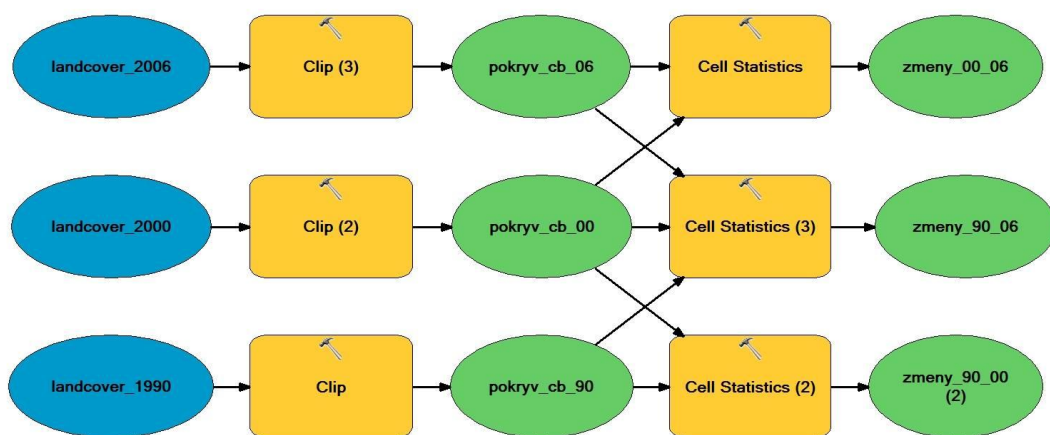 landcover_2006
Clip (3)
pokryv_cb_06
Cell Statistics
zmeny_00_06
landcover_2000
Clip (2)
pokryv_cb_00
Cell Statistics (3)
zmeny_90_06
landcover_1990
Clip
pokryv_cb_90
Cell Statistics (2)
zmeny_90_00
(2)